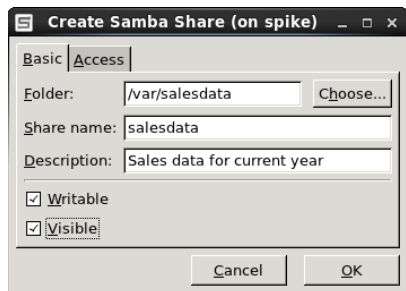 Create Samba Share (on spike)
Basic Access
Folder: /var/salesdata Choose...
Share name: salesdata
Description: Sales data for current year
Writable
Visible
Cancel OK